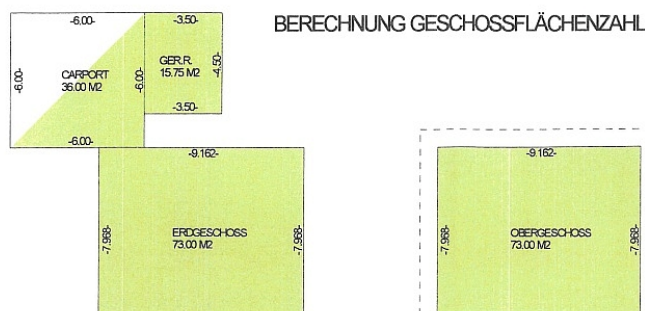 BERECHNUNG GESCHOSSFLÄCHENZAHL
-6.00-
-3.50-
-6.00-
CARPORT
36.00 M2
-6.00-
GER.R.
15.75 M2
-4.50-
-3.50-
-6.00-
-9.162-
-9.162-
-7.968-
ERDGESCHOSS
73.00 M2
-7.968-
-7.968-
OBERGESCHOSS
73.00 M2
-7.968-